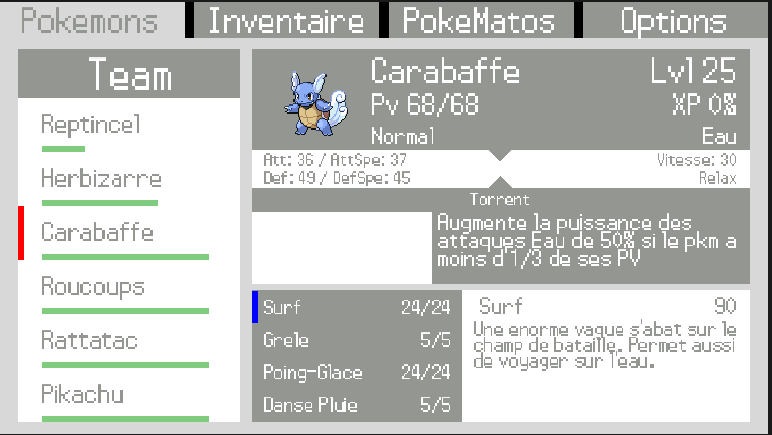 Pokemons Inventaire PokeMatos Options
Team
Reptincel
Herbizarre
Carabaffe
Roucoups
Rattatac
Pikachu
Carabaffe Lvl 25
Pv 68/68 XP 0%
Normal Eau
Att: 36 / AttSpe: 37 Vitesse: 30
Def: 49 / DefSpe: 45 Relax
Torrent
Augmente la puissance des
attaques Eau de 50% si le pkm a
moins d'1/3 de ses PV
Surf 24/24
Grele 5/5
Poing-Glace 24/24
Danse Pluie 5/5
Surf 90
Une enorme vague s'abat sur le
champ de bataille. Permet aussi
de voyager sur l'eau.